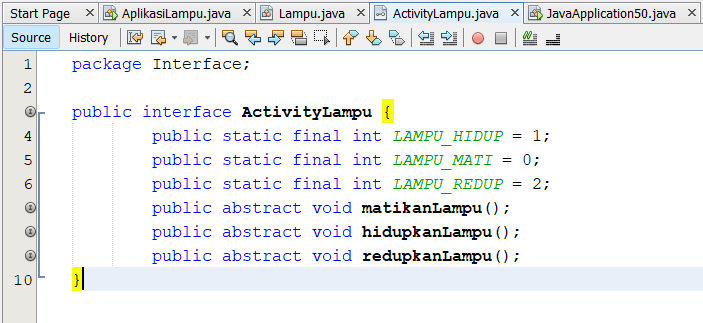 Start Page AplikasiLampu.java Lampu.java ActivityLampu.java JavaApplication50.java
Source History
1 package Interface;
2
public interface ActivityLampu {
4 public static final int LAMPU_HIDUP = 1;
5 public static final int LAMPU_MATI = 0;
6 public static final int LAMPU_REDUP = 2;
public abstract void matikanLampu();
public abstract void hidupkanLampu();
public abstract void redupkanLampu();
10 }